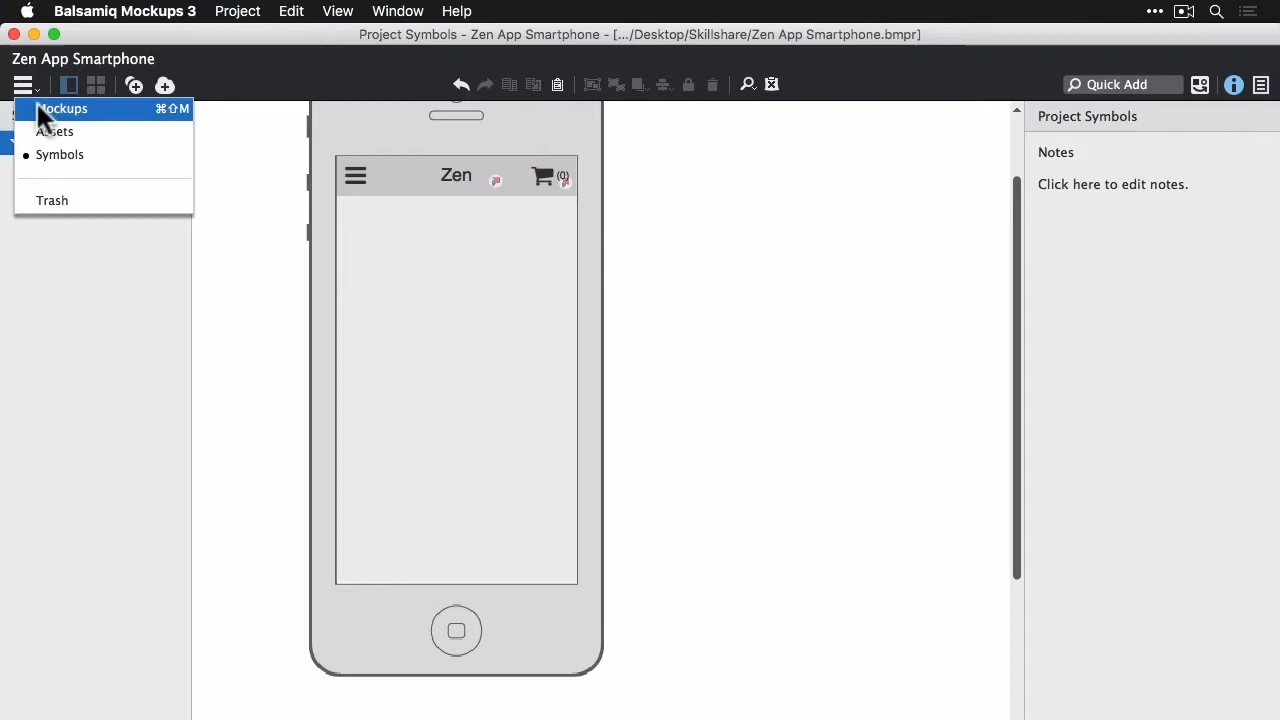 Balsamiq Mockups 3 Project Edit View Window Help
Project Symbols - Zen App Smartphone - [.../Desktop/Skillshare/Zen App Smartphone.bmpr]
Zen App Smartphone
Quick Add
Mockups ⌘⇧M
Assets
Symbols
Trash
Zen (0)
Project Symbols
Notes
Click here to edit notes.